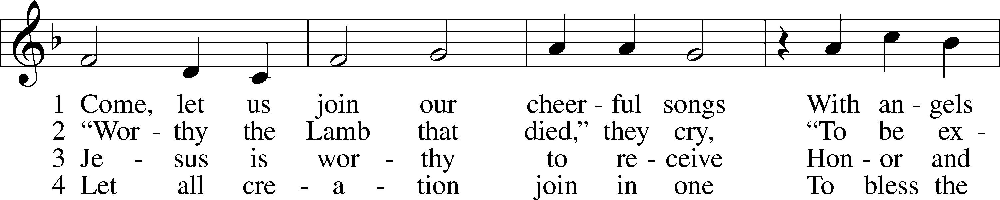 1 Come, let us join our cheer - ful songs With an - gels
2 “Wor - thy the Lamb that died,” they cry, “To be ex -
3 Je - sus is wor - thy to re - ceive Hon - or and
4 Let all cre - a - tion join in one To bless the